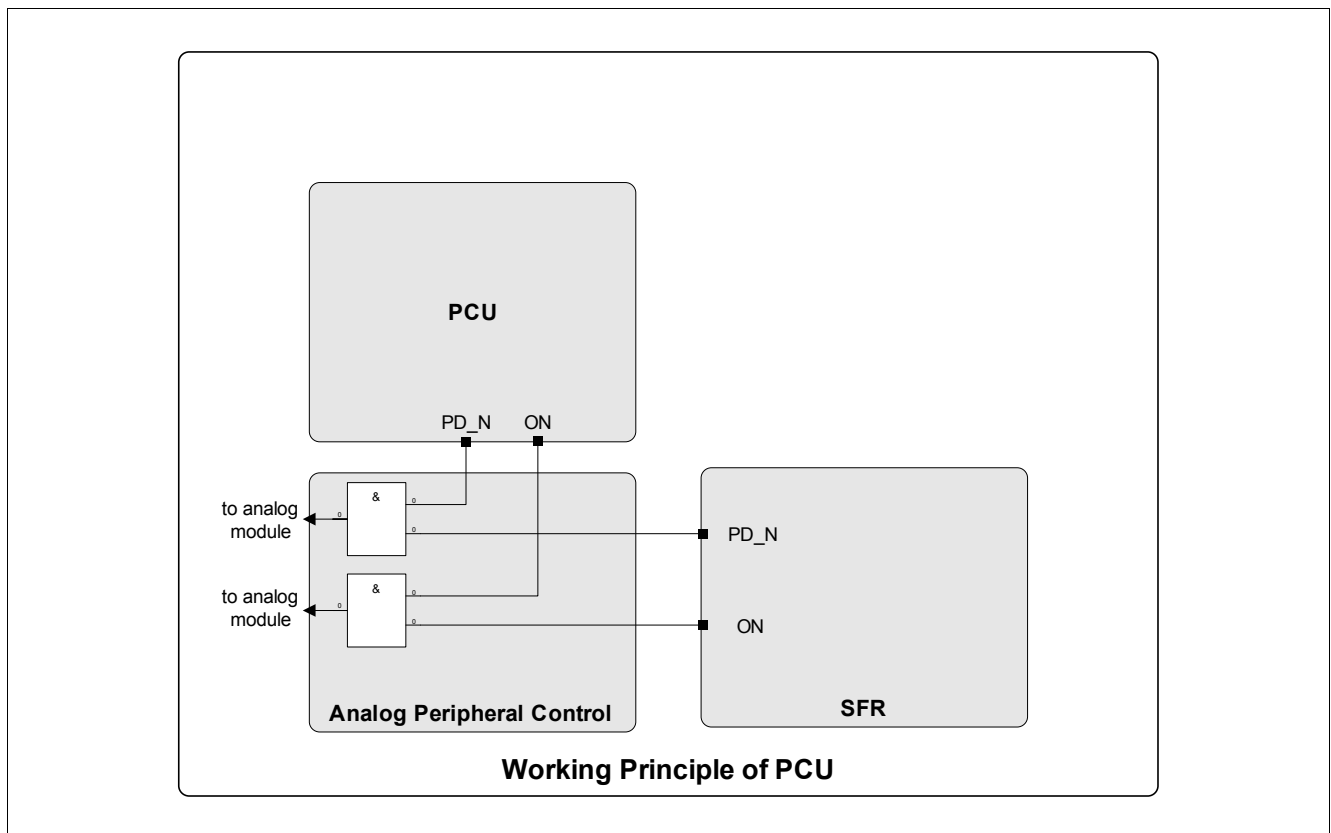 PCU
PD_N ON
&
0
0
0
to analog
module
PD_N
&
0
0
0
to analog
module
ON
Analog Peripheral Control
SFR
Working Principle of PCU